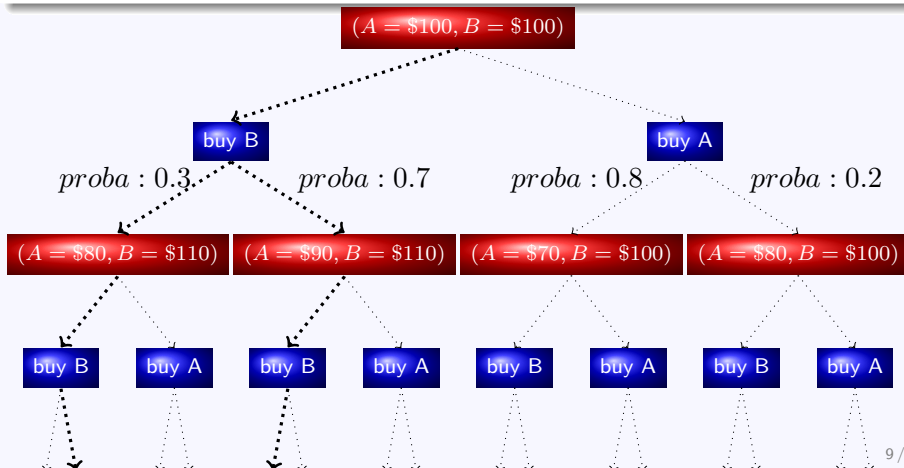 (A = $100, B = $100)
buy B
buy A
proba : 0.3
proba : 0.7
proba : 0.8
proba : 0.2
(A = $80, B = $110)
(A = $90, B = $110)
(A = $70, B = $100)
(A = $80, B = $100)
buy B
buy A
buy B
buy A
buy B
buy A
buy B
buy A
9 /